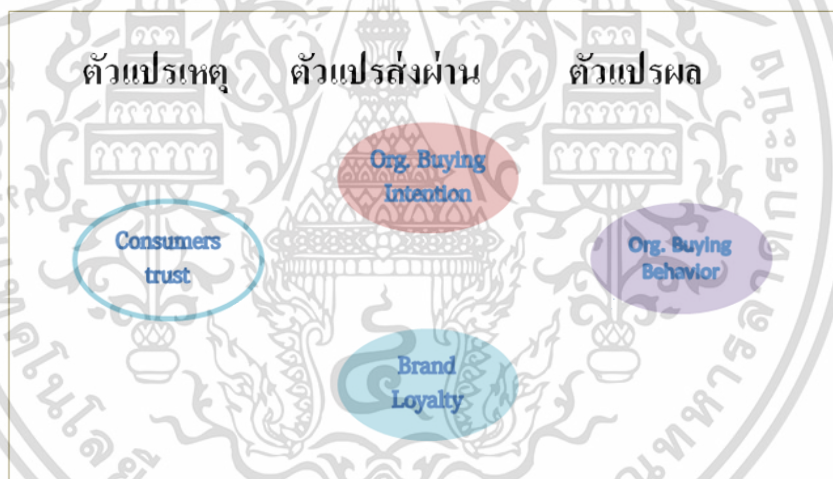 ตัวแปรเหตุ ตัวแปรส่งผ่าน ตัวแปรผล
Org. Buying
Intention
Consumers
trust
Org. Buying
Behavior
Brand
Loyalty